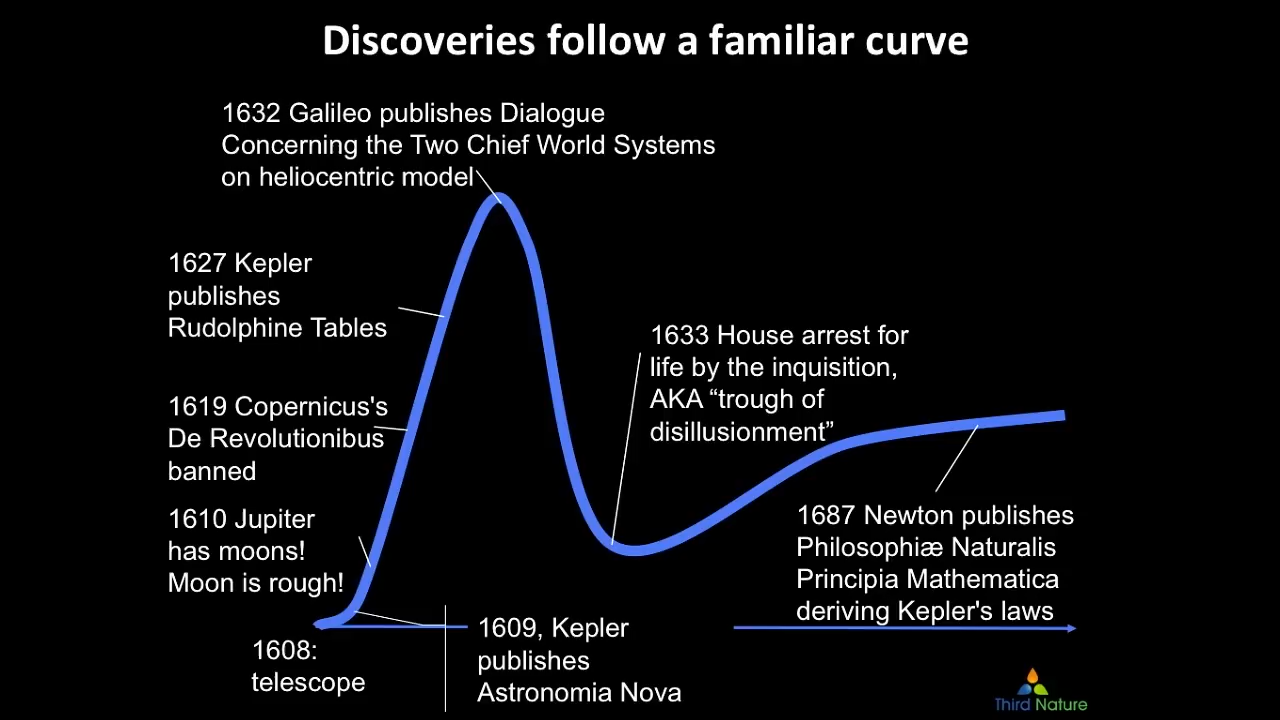 Discoveries follow a familiar curve
1632 Galileo publishes Dialogue
Concerning the Two Chief World Systems
on heliocentric model
1627 Kepler
publishes
Rudolphine Tables
1633 House arrest for
life by the inquisition,
AKA “trough of
disillusionment”
1619 Copernicus's
De Revolutionibus
banned
1610 Jupiter
has moons!
Moon is rough!
1687 Newton publishes
Philosophiæ Naturalis
Principia Mathematica
deriving Kepler's laws
1608:
telescope
1609, Kepler
publishes
Astronomia Nova
Third Nature